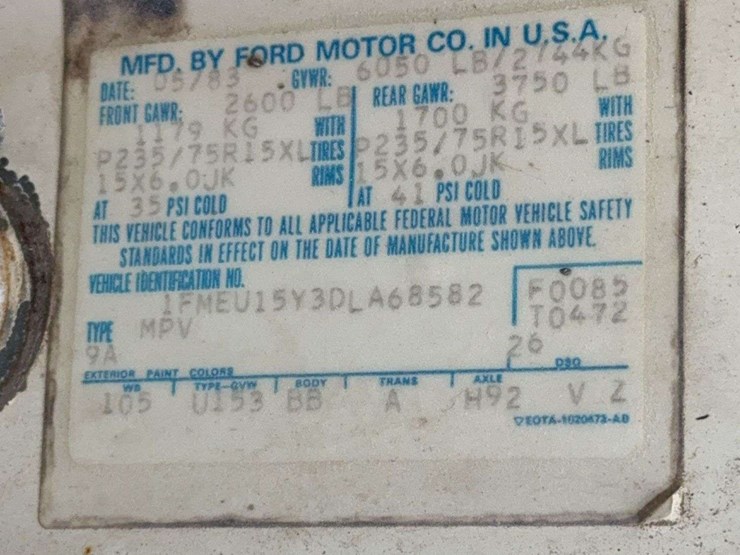 MFD. BY FORD MOTOR CO. IN U.S.A.
DATE: 05/83 GVWR: 6050 LB/2744KG
FRONT GAWR: 2600 LB REAR GAWR: 3750 LB
1179 KG WITH 1700 KG WITH
P235/75R15XL TIRES P235/75R15XL TIRES
15X6.0JK RIMS 15X6.0JK RIMS
AT 35 PSI COLD AT 41 PSI COLD
THIS VEHICLE CONFORMS TO ALL APPLICABLE FEDERAL MOTOR VEHICLE SAFETY
STANDARDS IN EFFECT ON THE DATE OF MANUFACTURE SHOWN ABOVE.
VEHICLE IDENTIFICATION NO.
1FMEU15Y3DLA68582 F0085
TYPE MPV T0472
9A 26
EXTERIOR PAINT COLORS DSO
WB TYPE-GVW BODY TRANS AXLE
105 U153 BB A H92 V Z
EOTA-1020472-AB